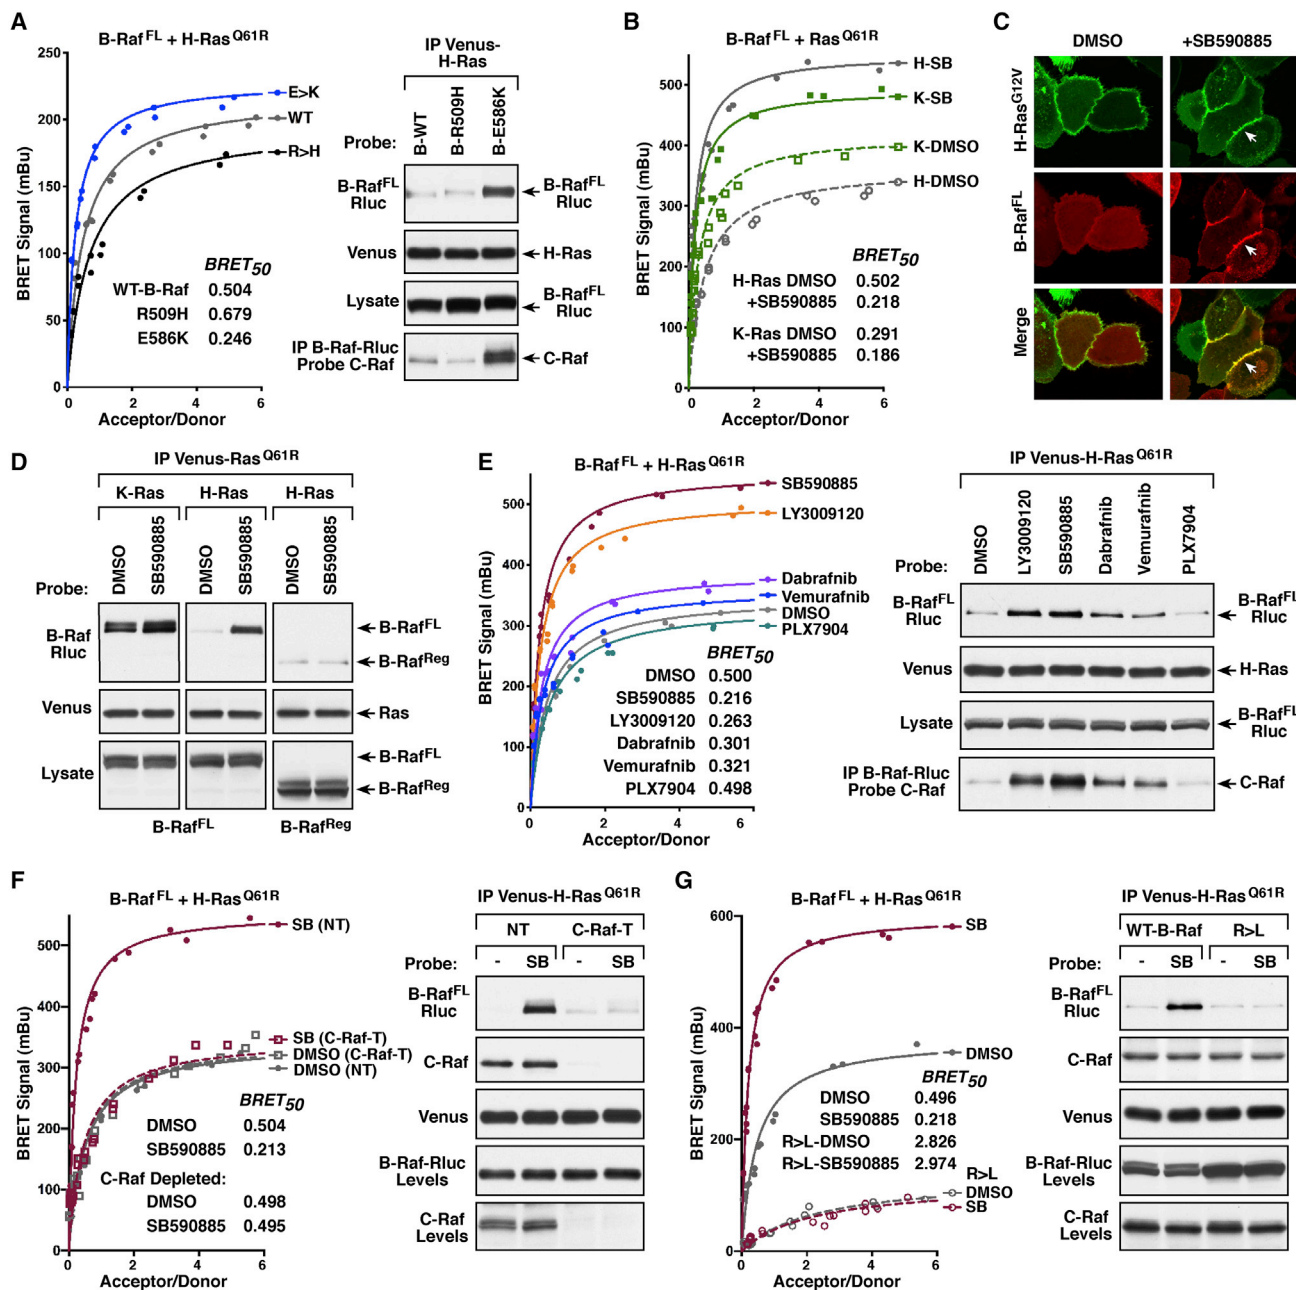 A
B-Raf FL + H-Ras Q61R
BRET Signal (mBu)
250
200
150
100
50
0
0 2 4 6
Acceptor/Donor
E>K
WT
R>H
BRET50
WT-B-Raf 0.504
R509H 0.679
E586K 0.246
IP Venus-
H-Ras
Probe:
B-WT
B-R509H
B-E586K
B-Raf FL
Rluc
B-Raf FL
Rluc
Venus
H-Ras
Lysate
B-Raf FL
Rluc
IP B-Raf-Rluc
Probe C-Raf
C-Raf
B
B-Raf FL + Ras Q61R
BRET Signal (mBu)
500
400
300
200
100
0
0 2 4 6
Acceptor/Donor
H-SB
K-SB
K-DMSO
H-DMSO
BRET50
H-Ras DMSO 0.502
+SB590885 0.218
K-Ras DMSO 0.291
+SB590885 0.186
C
DMSO
+SB590885
H-Ras G12V
B-Raf FL
Merge
D
IP Venus-Ras Q61R
K-Ras
H-Ras
H-Ras
Probe:
DMSO
SB590885
DMSO
SB590885
DMSO
SB590885
B-Raf
Rluc
B-Raf FL
B-Raf Reg
Venus
Ras
Lysate
B-Raf FL
B-Raf Reg
B-Raf FL
B-Raf Reg
E
B-Raf FL + H-Ras Q61R
BRET Signal (mBu)
500
400
300
200
100
0
0 2 4 6
Acceptor/Donor
SB590885
LY3009120
Dabrafnib
Vemurafnib
DMSO
PLX7904
BRET50
DMSO 0.500
SB590885 0.216
LY3009120 0.263
Dabrafnib 0.301
Vemurafnib 0.321
PLX7904 0.498
IP Venus-H-Ras Q61R
Probe:
DMSO
LY3009120
SB590885
Dabrafnib
Vemurafnib
PLX7904
B-Raf FL
Rluc
B-Raf FL
Rluc
Venus
H-Ras
Lysate
B-Raf FL
Rluc
IP B-Raf-Rluc
Probe C-Raf
C-Raf
F
B-Raf FL + H-Ras Q61R
BRET Signal (mBu)
500
400
300
200
100
0
0 2 4 6
Acceptor/Donor
SB (NT)
SB (C-Raf-T)
DMSO (C-Raf-T)
DMSO (NT)
BRET50
DMSO 0.504
SB590885 0.213
C-Raf Depleted:
DMSO 0.498
SB590885 0.495
IP Venus-H-Ras Q61R
NT
C-Raf-T
Probe: - SB - SB
B-Raf FL
Rluc
C-Raf
Venus
B-Raf-Rluc
Levels
C-Raf
Levels
G
B-Raf FL + H-Ras Q61R
BRET Signal (mBu)
600
400
200
0
0 2 4 6
Acceptor/Donor
SB
DMSO
BRET50
DMSO 0.496
SB590885 0.218
R>L-DMSO 2.826
R>L-SB590885 2.974
R>L
DMSO
SB
IP Venus-H-Ras Q61R
WT-B-Raf
R>L
Probe: - SB - SB
B-Raf FL
Rluc
C-Raf
Venus
B-Raf-Rluc
Levels
C-Raf
Levels